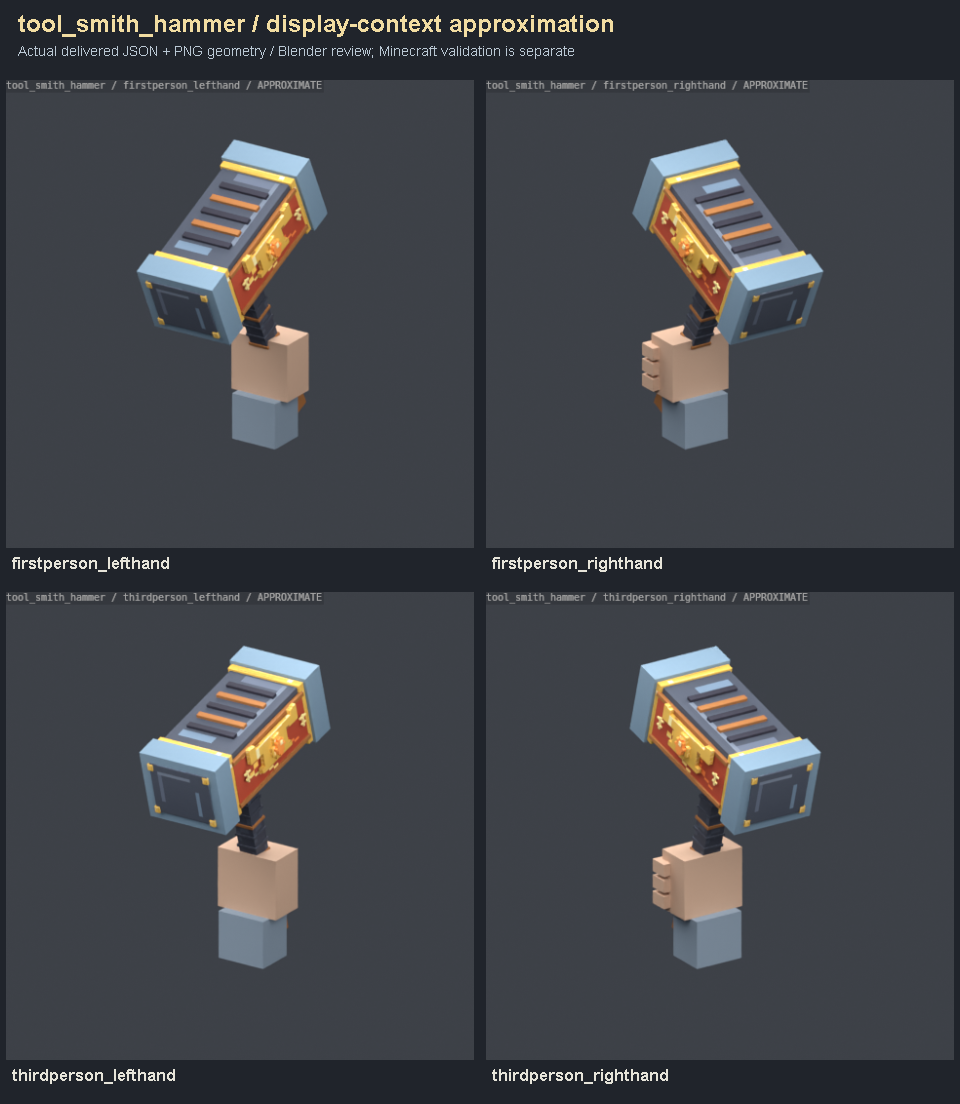 tool_smith_hammer / display-context approximation
Actual delivered JSON + PNG geometry / Blender review; Minecraft validation is separate
tool_smith_hammer / firstperson_lefthand / APPROXIMATE
tool_smith_hammer / firstperson_righthand / APPROXIMATE
firstperson_lefthand
firstperson_righthand
tool_smith_hammer / thirdperson_lefthand / APPROXIMATE
tool_smith_hammer / thirdperson_righthand / APPROXIMATE
thirdperson_lefthand
thirdperson_righthand